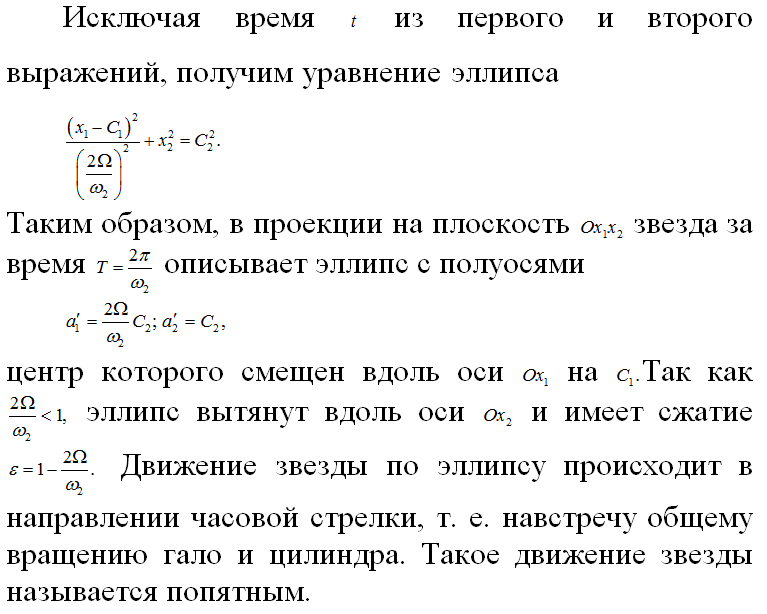 Исключая время t из первого и второго
выражений, получим уравнение эллипса
(x₁ − C₁)² / (2Ω/ω₂)² + x₂² = C₂².
Таким образом, в проекции на плоскость Ox₁x₂ звезда за
время T = 2π/ω₂ описывает эллипс с полуосями
a′₁ = 2Ω/ω₂ C₂; a′₂ = C₂,
центр которого смещен вдоль оси Ox₁ на C₁.Так как
2Ω/ω₂ < 1, эллипс вытянут вдоль оси Ox₂ и имеет сжатие
ε = 1 − 2Ω/ω₂. Движение звезды по эллипсу происходит в
направлении часовой стрелки, т. е. навстречу общему
вращению гало и цилиндра. Такое движение звезды
называется попятным.